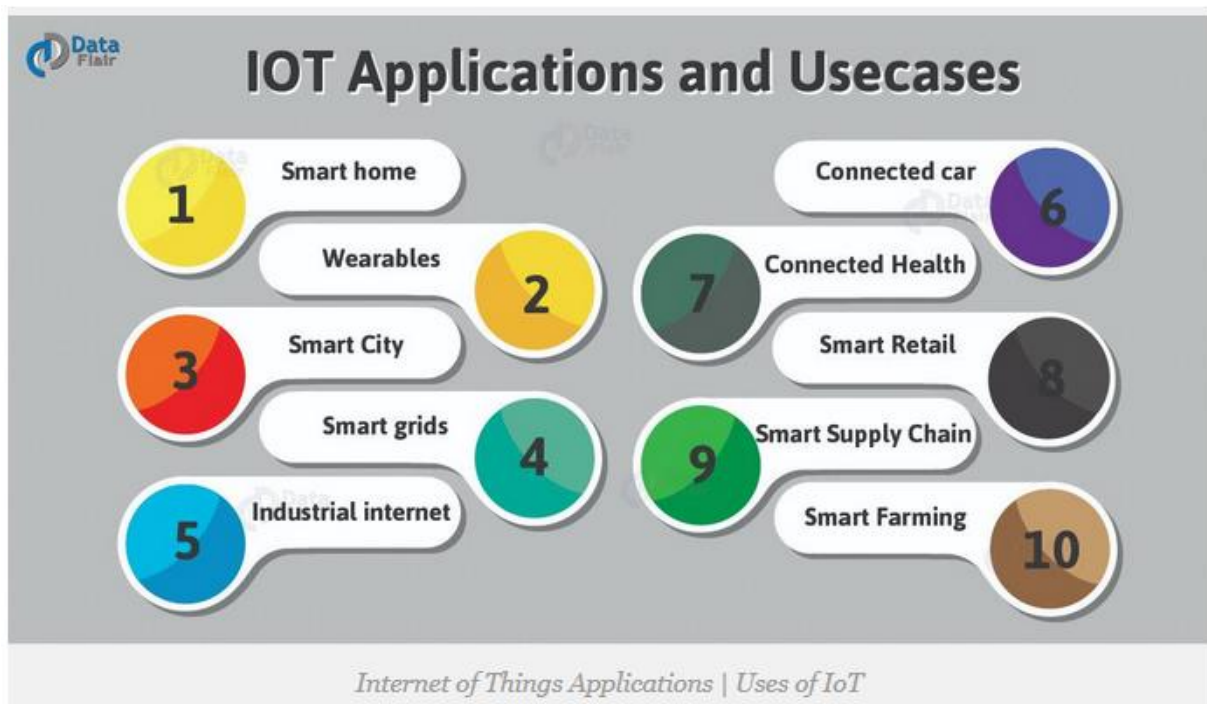 Data
Flair
IOT Applications and Usecases
1
Smart home
Wearables
2
3
Smart City
Smart grids
4
5
Industrial internet
Connected car
6
7
Connected Health
Smart Retail
8
9
Smart Supply Chain
Smart Farming
10
Internet of Things Applications | Uses of IoT